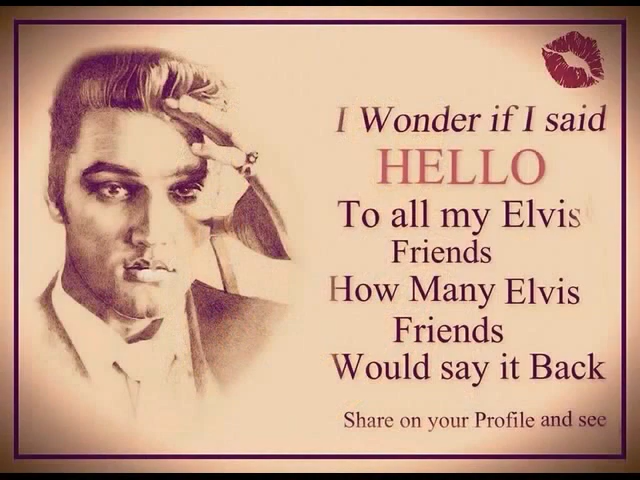 I Wonder if I said
HELLO
To all my Elvis
Friends
How Many Elvis
Friends
Would say it Back
Share on your Profile and see